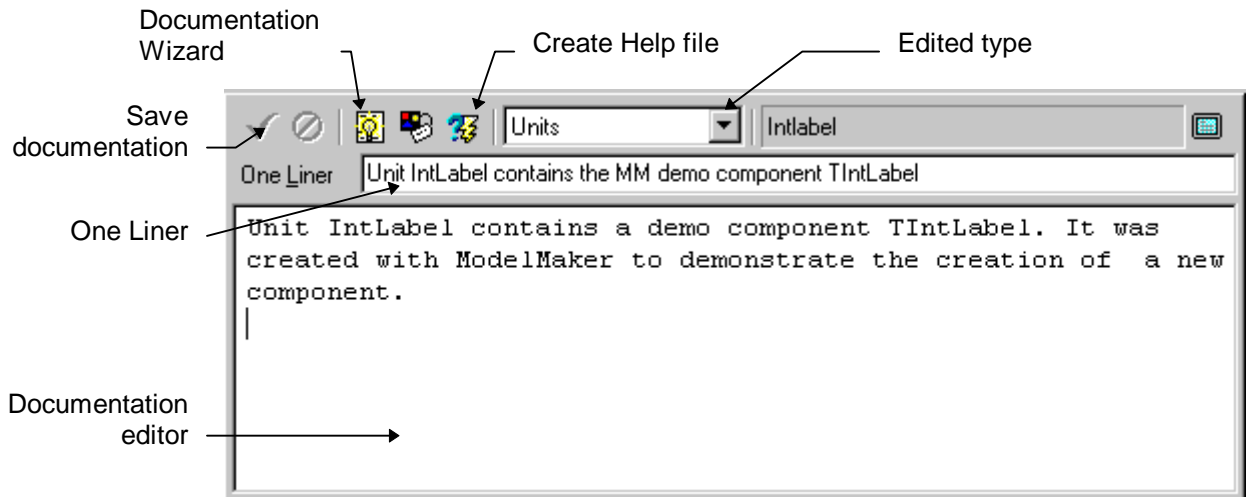 Documentation
Wizard
Create Help file
Edited type
Save
documentation
Units
Intlabel
One Liner
Unit IntLabel contains the MM demo component TIntLabel
One Liner
Unit IntLabel contains a demo component TIntLabel. It was
created with ModelMaker to demonstrate the creation of  a new
component.
Documentation
editor